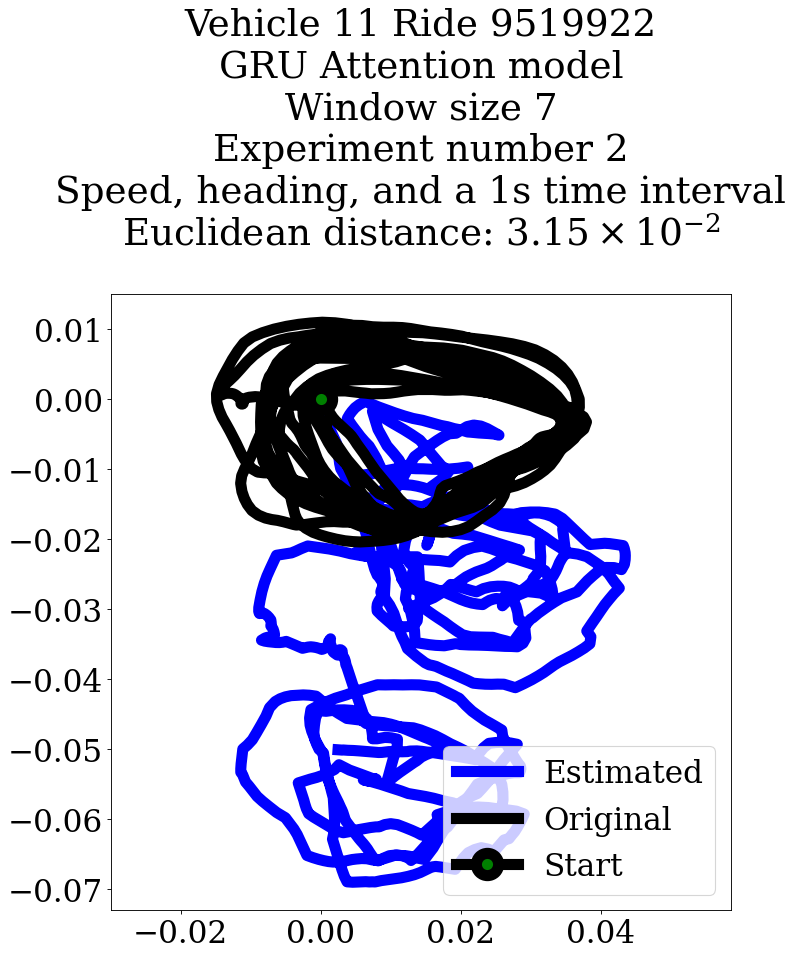 Vehicle 11 Ride 9519922
GRU Attention model
Window size 7
Experiment number 2
Speed, heading, and a 1s time interval
Euclidean distance: 3.15 × 10⁻²
0.01
0.00
−0.01
−0.02
−0.03
−0.04
−0.05
−0.06
−0.07
Estimated
Original
Start
−0.02 0.00 0.02 0.04